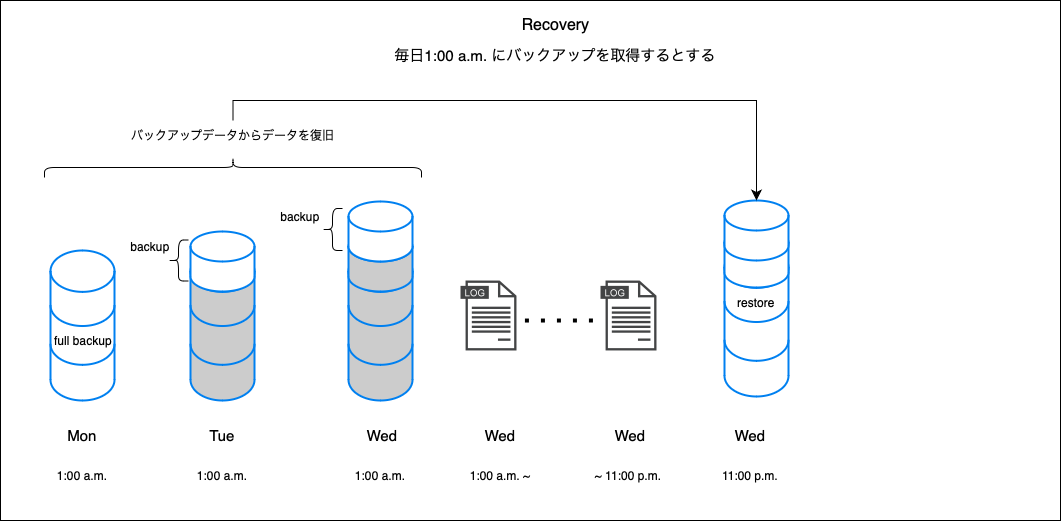 Recovery
毎日1:00 a.m. にバックアップを取得するとする
バックアップデータからデータを復旧
backup
backup
LOG
LOG
full backup
restore
Mon
Tue
Wed
Wed
Wed
Wed
1:00 a.m.
1:00 a.m.
1:00 a.m.
1:00 a.m. ~
~ 11:00 p.m.
11:00 p.m.